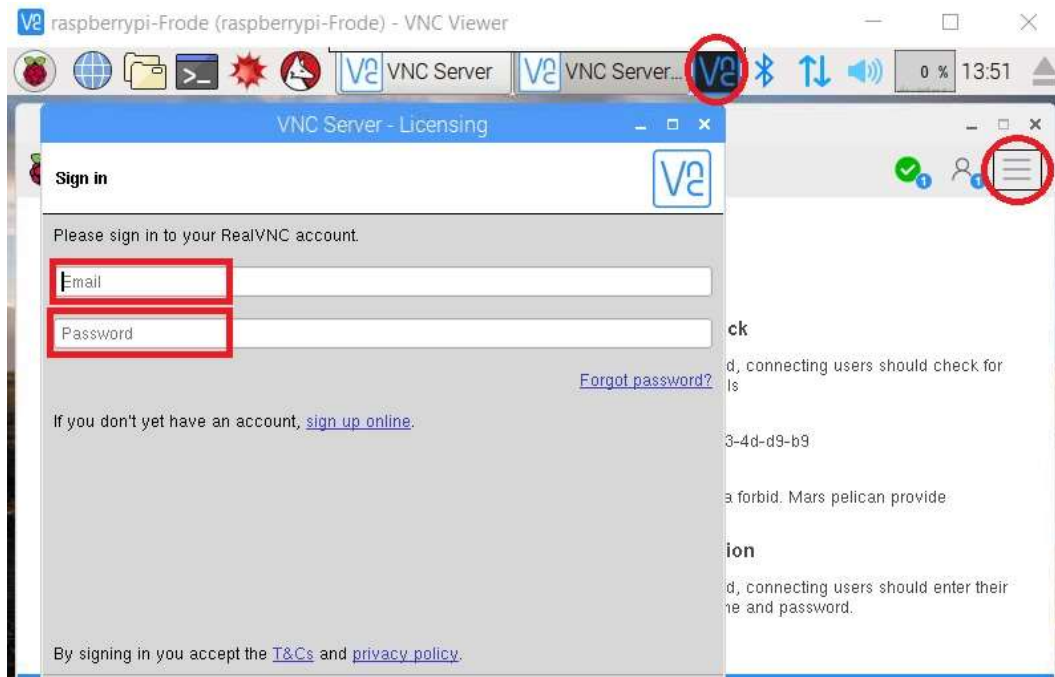 raspberrypi-Frode (raspberrypi-Frode) - VNC Viewer
VNC Server
VNC Server...
0 %
13:51
VNC Server - Licensing
Sign in
Please sign in to your RealVNC account.
Email
Password
Forgot password?
If you don't yet have an account, sign up online.
By signing in you accept the T&Cs and privacy policy.
1
1
ck
d, connecting users should check for
ls
3-4d-d9-b9
a forbid. Mars pelican provide
ion
d, connecting users should enter their
ne and password.